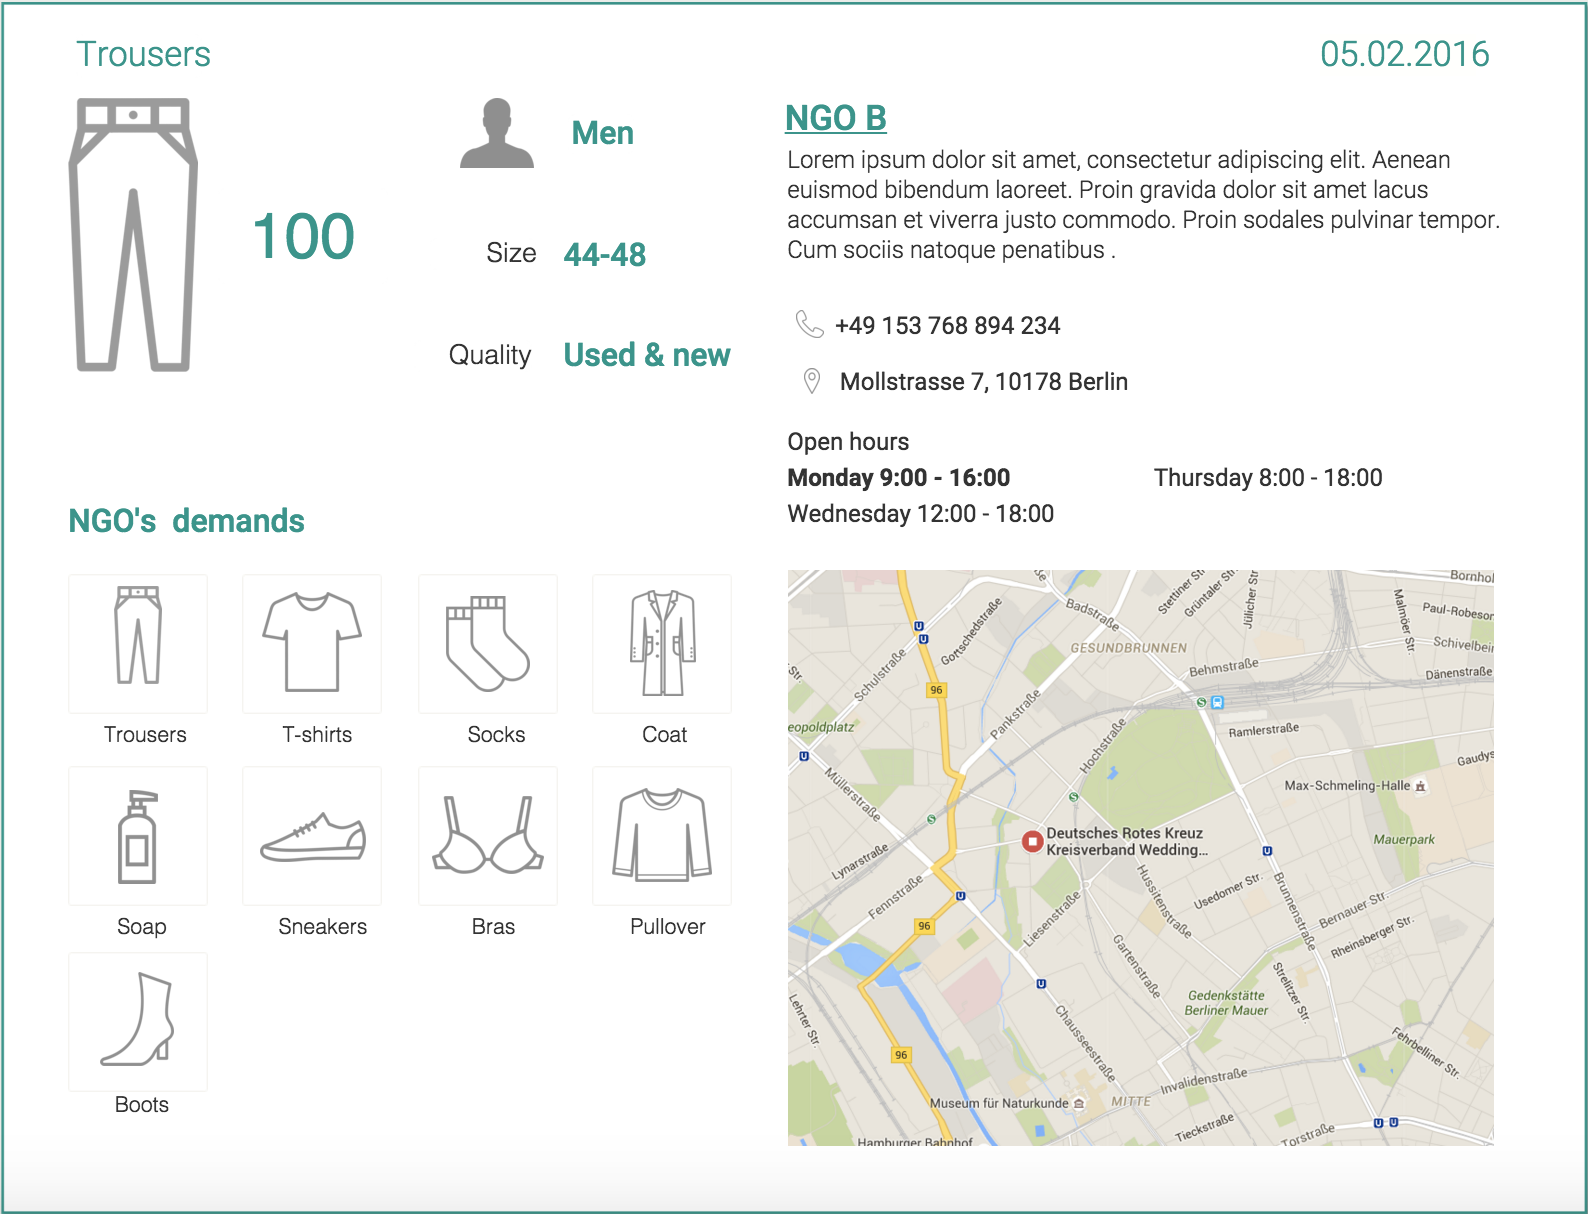 Trousers
05.02.2016
100
Men
Size 44-48
Quality Used & new
NGO B
Lorem ipsum dolor sit amet, consectetur adipiscing elit. Aenean
euismod bibendum laoreet. Proin gravida dolor sit amet lacus
accumsan et viverra justo commodo. Proin sodales pulvinar tempor.
Cum sociis natoque penatibus .
+49 153 768 894 234
Mollstrasse 7, 10178 Berlin
Open hours
Monday 9:00 - 16:00
Thursday 8:00 - 18:00
Wednesday 12:00 - 18:00
NGO's demands
Trousers
T-shirts
Socks
Coat
Soap
Sneakers
Bras
Pullover
Boots
Badstraße
Stettiner St
Grüntaler St
Jülicher Str
Bornhol
Malmöer Str.
Paul-Robeson
Schivelbein
Dänenstraße
Gottschedstraße
Schulstraße
GESUNDBRUNNEN
Behmstraße
96
Pankstraße
eopoldplatz
Hochstraße
Ramlerstraße
Gaudys
Müllerstraße
Max-Schmeling-Halle
Mauerpark
Deutsches Rotes Kreuz
Kreisverband Wedding...
Lynarstraße
Fennstraße
Hussitenstraße
Usedomer Str.
Brunnenstraße
Bernauer Str.
Rheinsberger Str.
Liesenstraße
96
Gartenstraße
Strelitzer Str.
Gedenkstätte
Berliner Mauer
Lehrter Str.
Chausseestraße
Fehrbelliner Str.
96
Invalidenstraße
Museum für Naturkunde
MITTE
Tieckstraße
Torstraße
Hamburger Bahnhof